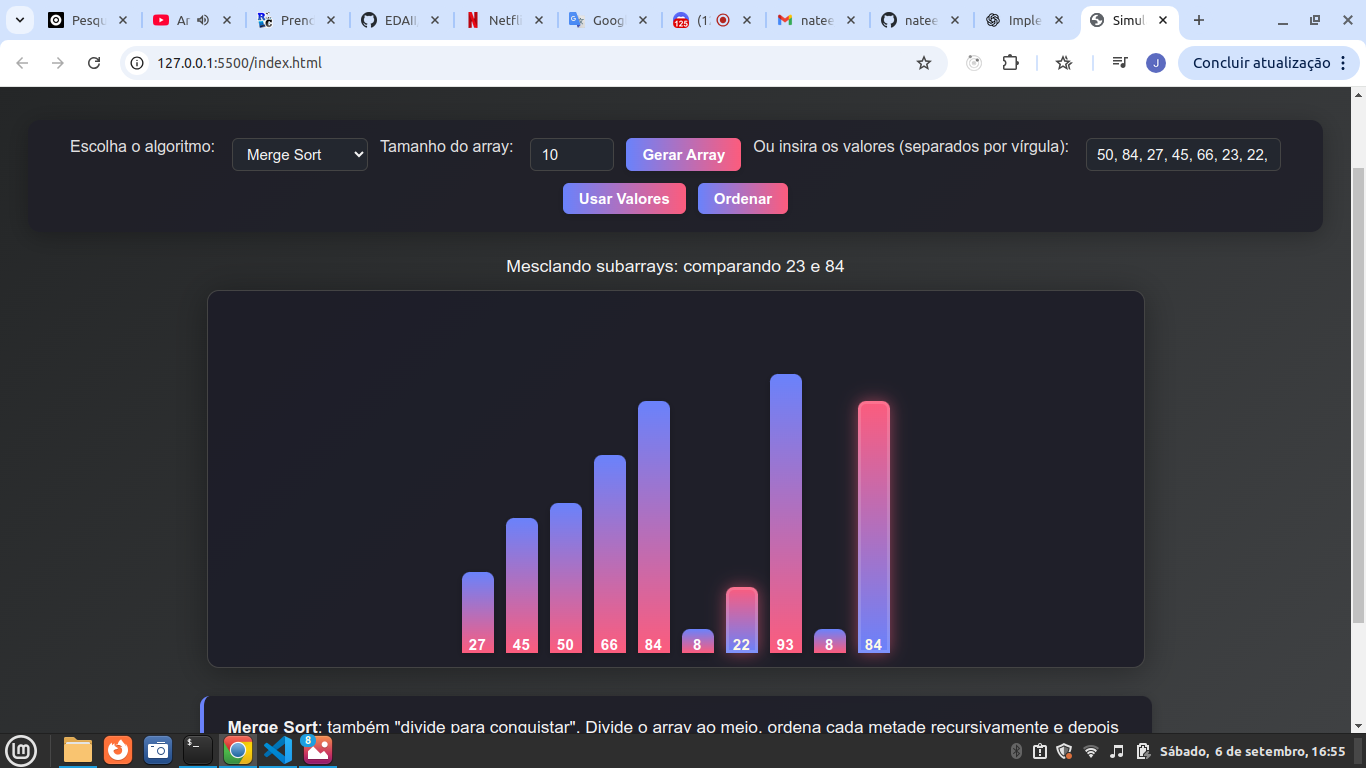 Pesqu
Ar
Prenc
EDAII
Netfli
Goog
125
(1
natee
natee
Imple
Simul
127.0.0.1:5500/index.html
J
Concluir atualização
Escolha o algoritmo:
Merge Sort
Tamanho do array:
10
Gerar Array
Ou insira os valores (separados por vírgula):
50, 84, 27, 45, 66, 23, 22,
Usar Valores
Ordenar
Mesclando subarrays: comparando 23 e 84
27 45 50 66 84 8 22 93 8 84
Merge Sort: também "divide para conquistar". Divide o array ao meio, ordena cada metade recursivamente e depois
8
Sábado, 6 de setembro, 16:55